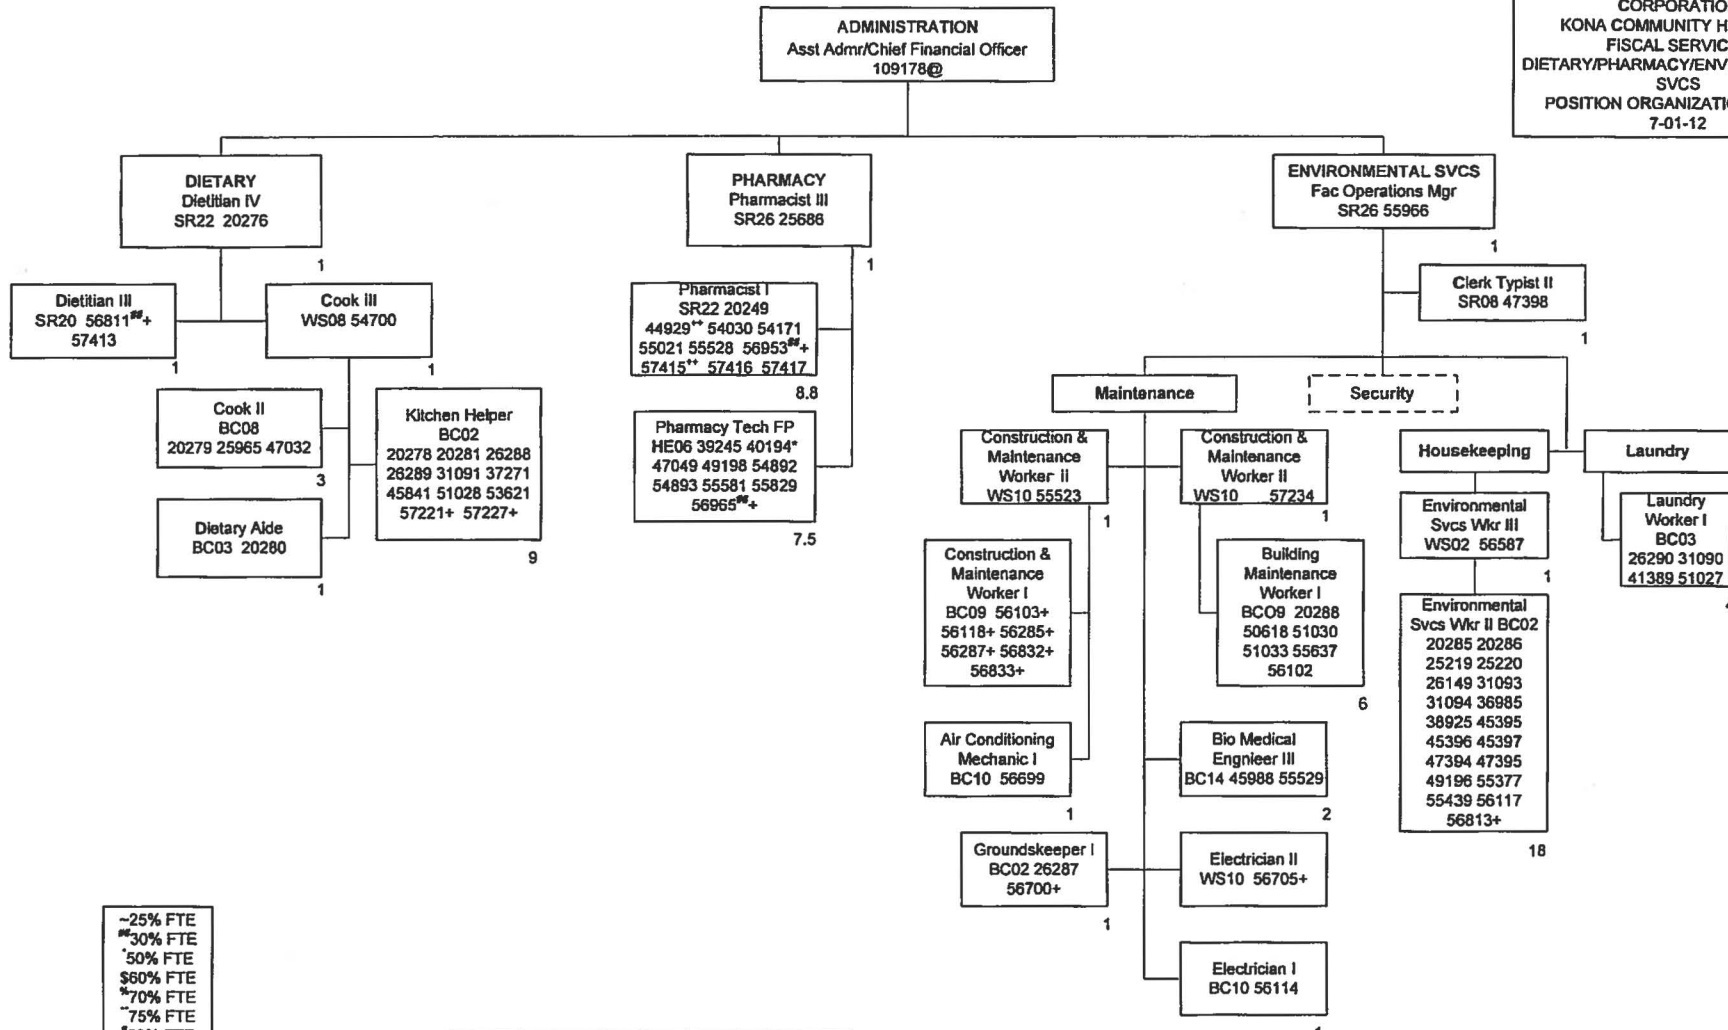 CORPORATIO
KONA COMMUNITY H
FISCAL SERVIC
DIETARY/PHARMACY/ENV
SVCS
POSITION ORGANIZATI
7-01-12
ADMINISTRATION
Asst Admr/Chief Financial Officer
109178@
DIETARY
Dietitian IV
SR22 20276
1
Dietitian III
SR20 56811##+
57413
1
Cook III
WS08 54700
1
Cook II
BC08
20279 25965 47032
3
Dietary Aide
BC03 20280
1
Kitchen Helper
BC02
20278 20281 26288
26289 31091 37271
45841 51028 53621
57221+ 57227+
9
PHARMACY
Pharmacist III
SR26 25686
1
Pharmacist I
SR22 20249
44929++ 54030 54171
55021 55528 56953##+
57415++ 57416 57417
8.8
Pharmacy Tech FP
HE06 39245 40194*
47049 49198 54892
54893 55581 55829
56965##+
7.5
ENVIRONMENTAL SVCS
Fac Operations Mgr
SR26 55966
1
Clerk Typist II
SR08 47398
1
Maintenance
Security
Construction &
Maintenance
Worker II
WS10 55523
1
Construction &
Maintenance
Worker II
WS10 57234
1
Construction &
Maintenance
Worker I
BC09 56103+
56118+ 56285+
56287+ 56832+
56833+
Building
Maintenance
Worker I
BCO9 20288
50618 51030
51033 55637
56102
6
Air Conditioning
Mechanic I
BC10 56699
1
Bio Medical
Engnieer III
BC14 45988 55529
2
Groundskeeper I
BC02 26287
56700+
1
Electrician II
WS10 56705+
Electrician I
BC10 56114
1
Housekeeping
Laundry
Environmental
Svcs Wkr III
WS02 56587
1
Environmental
Svcs Wkr II BC02
20285 20286
25219 25220
26149 31093
31094 36985
38925 45395
45396 45397
47394 47395
49196 55377
55439 56117
56813+
18
Laundry
Worker I
BC03
26290 31090
41389 51027
~25% FTE
##30% FTE
*50% FTE
$60% FTE
%70% FTE
75% FTE